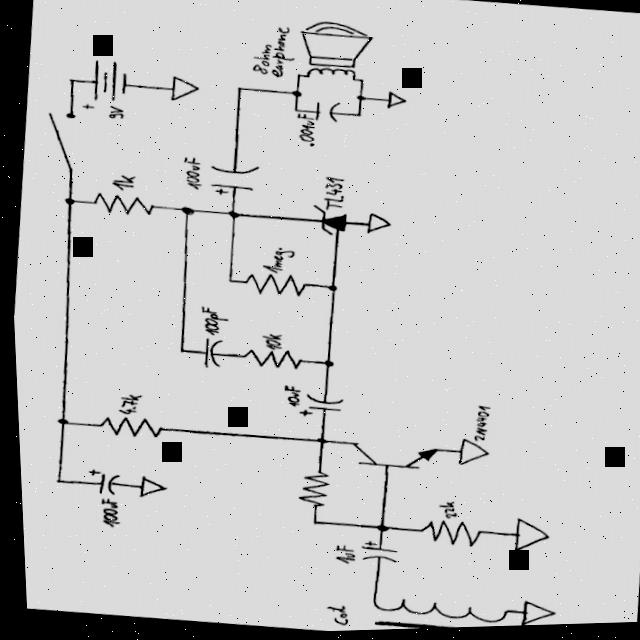 8ohm
earphone
.001uF
9V
+
100uF
+
1k
TL431
1meg.
100pF
10k
10uF
+
4.7k
2N4401
100uF
+
22k
1uF
+
Coil